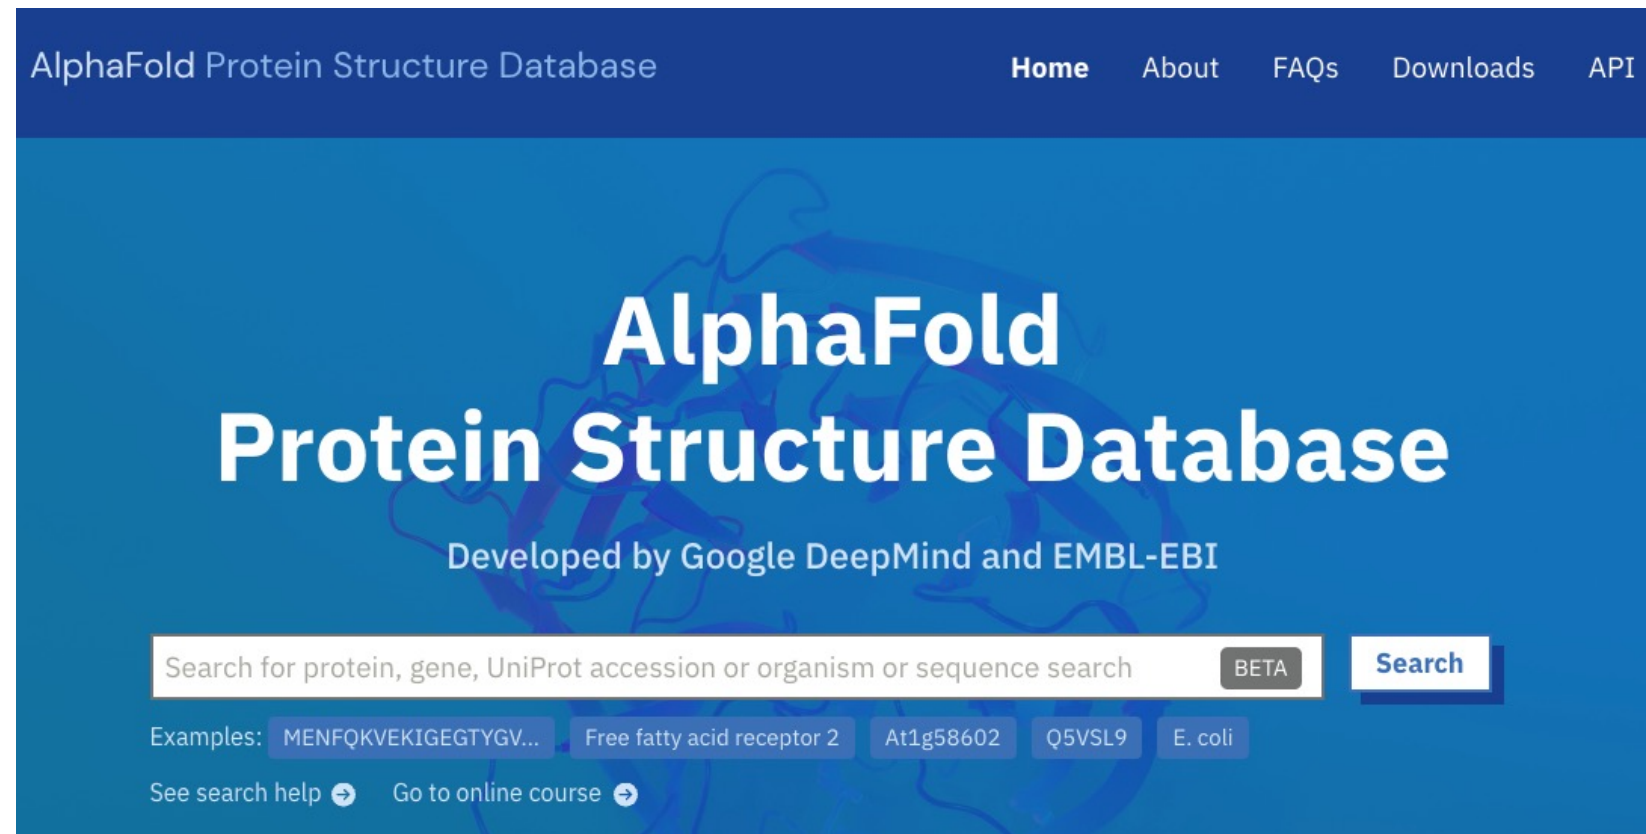 AlphaFold Protein Structure Database Home About FAQs Downloads API
AlphaFold
Protein Structure Database
Developed by Google DeepMind and EMBL-EBI
Search for protein, gene, UniProt accession or organism or sequence search BETA Search
Examples: MENFQKVEKIGEGTYGV... Free fatty acid receptor 2 At1g58602 Q5VSL9 E. coli
See search help Go to online course